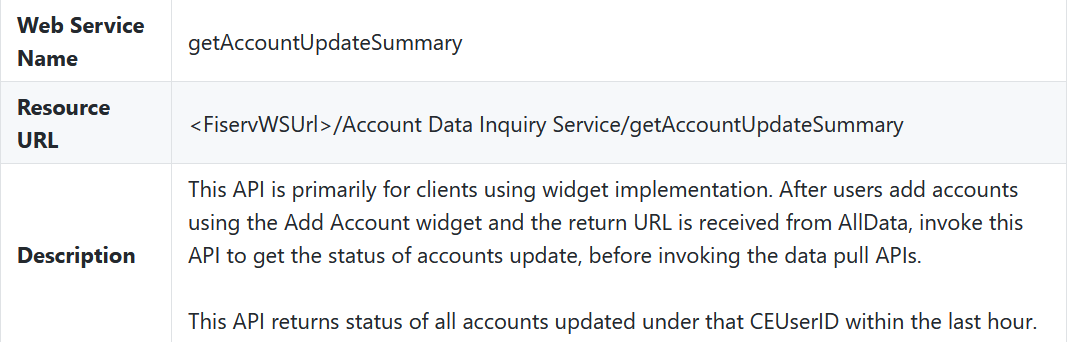 Web Service
Name
getAccountUpdateSummary
Resource
URL
<FiservWSUrl>/Account Data Inquiry Service/getAccountUpdateSummary
Description
This API is primarily for clients using widget implementation. After users add accounts
using the Add Account widget and the return URL is received from AllData, invoke this
API to get the status of accounts update, before invoking the data pull APIs.
This API returns status of all accounts updated under that CEUserID within the last hour.